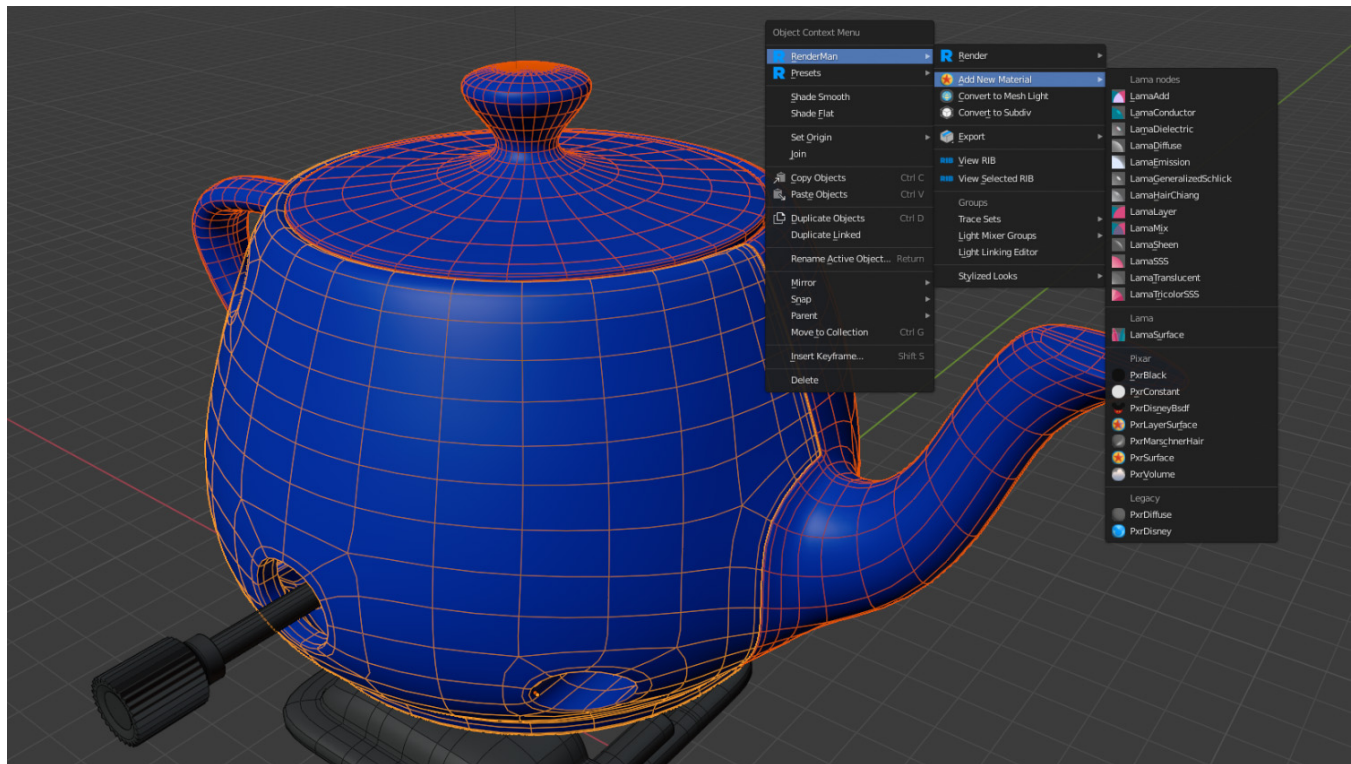 Object Context Menu
RenderMan
Presets
Shade Smooth
Shade Flat
Set Origin
Join
Copy Objects Ctrl C
Paste Objects Ctrl V
Duplicate Objects Ctrl D
Duplicate Linked
Rename Active Object... Return
Mirror
Snap
Parent
Move to Collection Ctrl G
Insert Keyframe... Shift S
Delete
R Render
Add New Material
Convert to Mesh Light
Convert to Subdiv
Export
RIB View RIB
RIB View Selected RIB
Groups
Trace Sets
Light Mixer Groups
Light Linking Editor
Stylized Looks
Lama nodes
LamaAdd
LamaConductor
LamaDielectric
LamaDiffuse
LamaEmission
LamaGeneralizedSchlick
LamaHairChiang
LamaLayer
LamaMix
LamaSheen
LamaSSS
LamaTranslucent
LamaTricolorSSS
Lama
LamaSurface
Pixar
PxrBlack
PxrConstant
PxrDisneyBsdf
PxrLayerSurface
PxrMarschnerHair
PxrSurface
PxrVolume
Legacy
PxrDiffuse
PxrDisney